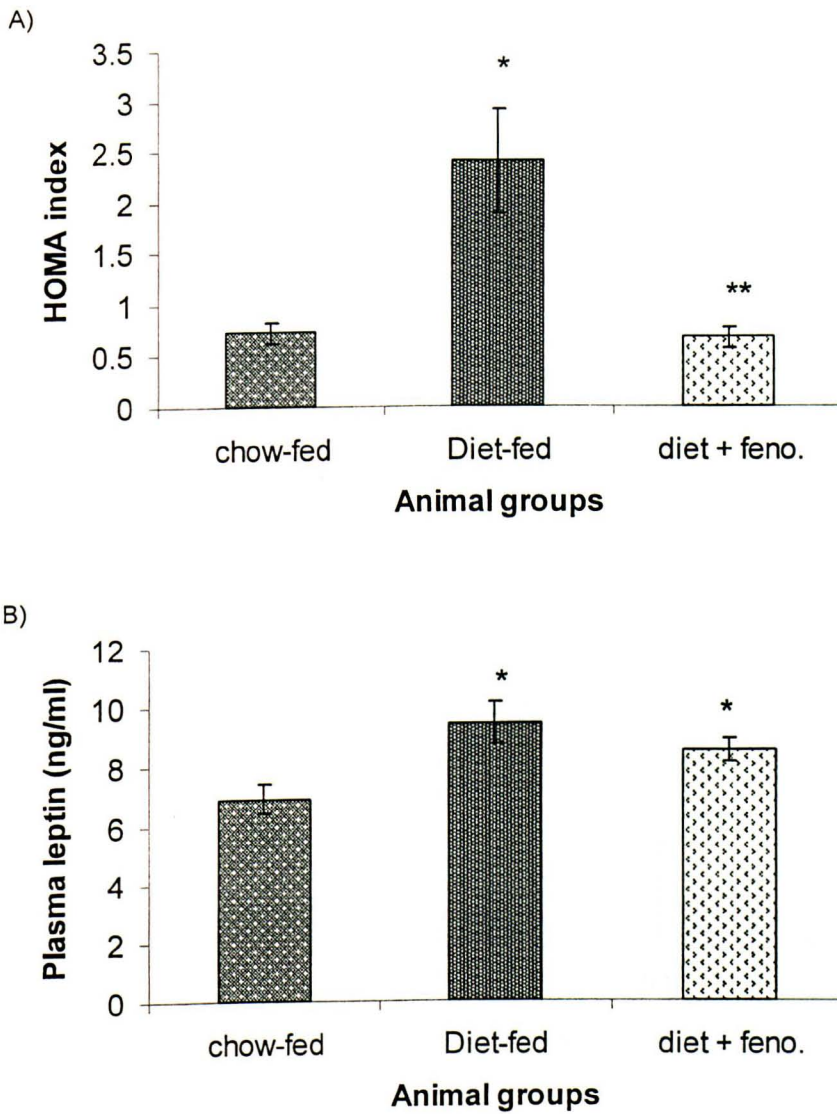 A)
HOMA index
3.5
3
2.5
2
1.5
1
0.5
0
*
**
chow-fed Diet-fed diet + feno.
Animal groups
B)
Plasma leptin (ng/ml)
12
10
8
6
4
2
0
*
*
chow-fed Diet-fed diet + feno.
Animal groups